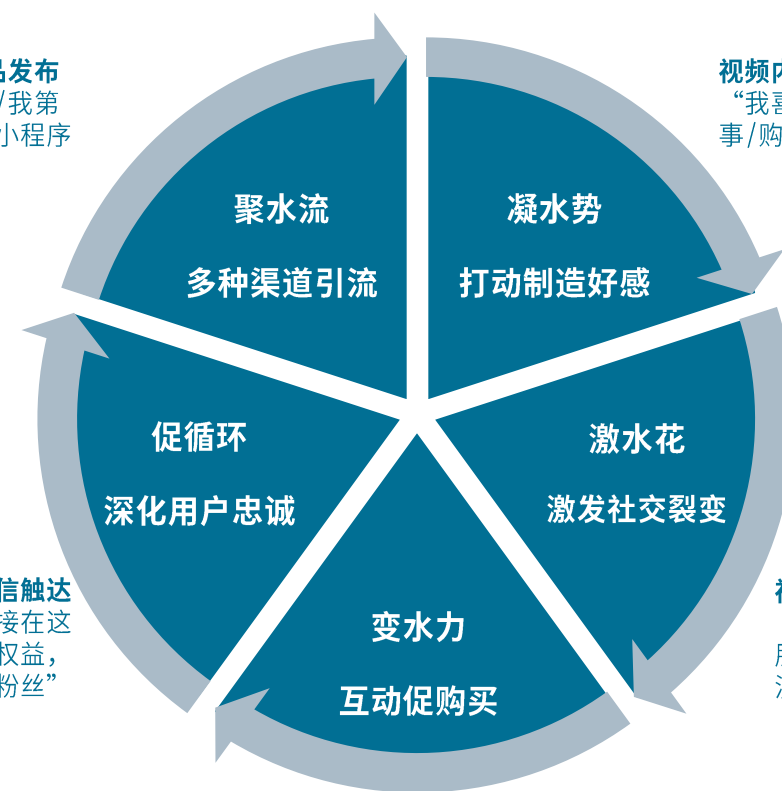 发布
/我第
小程序
视频
“我
事/购
聚水流
多种渠道引流
凝水势
打动制造好感
促循环
深化用户忠诚
激水花
激发社交裂变
变水力
互动促购买
信触达
接在这
权益，
粉丝”